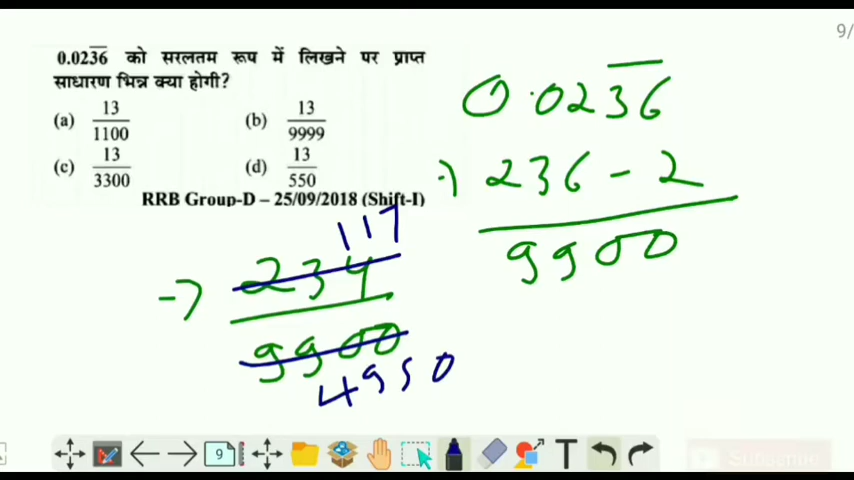 9/
0.023̅6̅ को सरलतम रूप में लिखने पर प्राप्त
साधारण भिन्न क्या होगी?
(a) 13/1100 (b) 13/9999
(c) 13/3300 (d) 13/550
RRB Group-D – 25/09/2018 (Shift-I)
0.023̅6̅
236 - 2
9900
117
→ 234
9900
4950
9
T